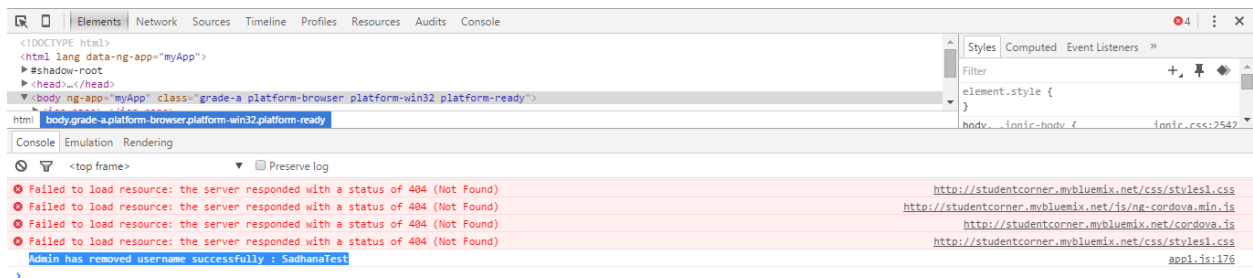 Elements Network Sources Timeline Profiles Resources Audits Console 4
<!DOCTYPE html>
<html lang data-ng-app="myApp">
#shadow-root
<head>…</head>
<body ng-app="myApp" class="grade-a platform-browser platform-win32 platform-ready">
html body.grade-a.platform-browser.platform-win32.platform-ready
Styles Computed Event Listeners »
Filter
element.style {
}
body, .ionic-body { ionic.css:2542
Console Emulation Rendering
<top frame> Preserve log
Failed to load resource: the server responded with a status of 404 (Not Found) http://studentcorner.mybluemix.net/css/styles1.css
Failed to load resource: the server responded with a status of 404 (Not Found) http://studentcorner.mybluemix.net/js/ng-cordova.min.js
Failed to load resource: the server responded with a status of 404 (Not Found) http://studentcorner.mybluemix.net/cordova.js
Failed to load resource: the server responded with a status of 404 (Not Found) http://studentcorner.mybluemix.net/css/styles1.css
Admin has removed username successfully : SadhanaTest app1.js:176
>